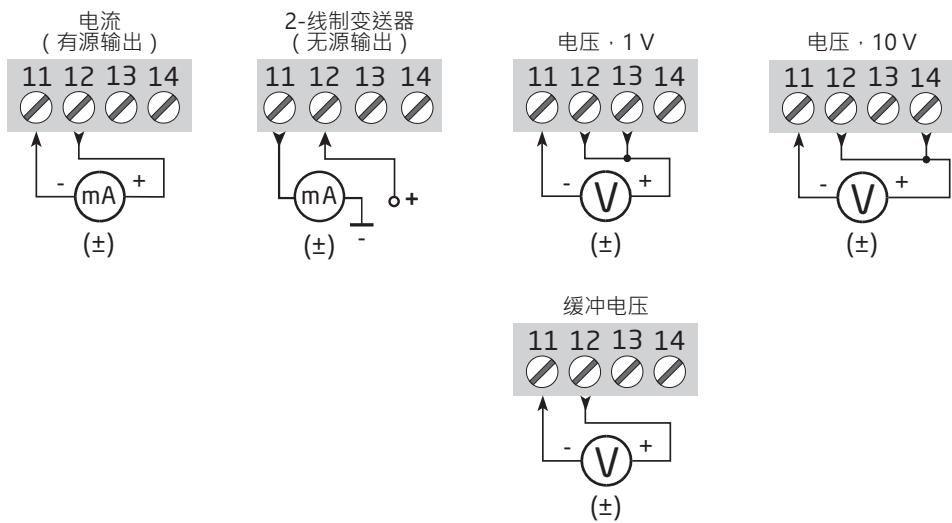 电流
(有源输出)
11 12 13 14
- mA +
(±)
2-线制变送器
(无源输出)
11 12 13 14
mA +
(±) -
电压,1 V
11 12 13 14
- V +
(±)
电压,10 V
11 12 13 14
- V +
(±)
缓冲电压
11 12 13 14
- V +
(±)